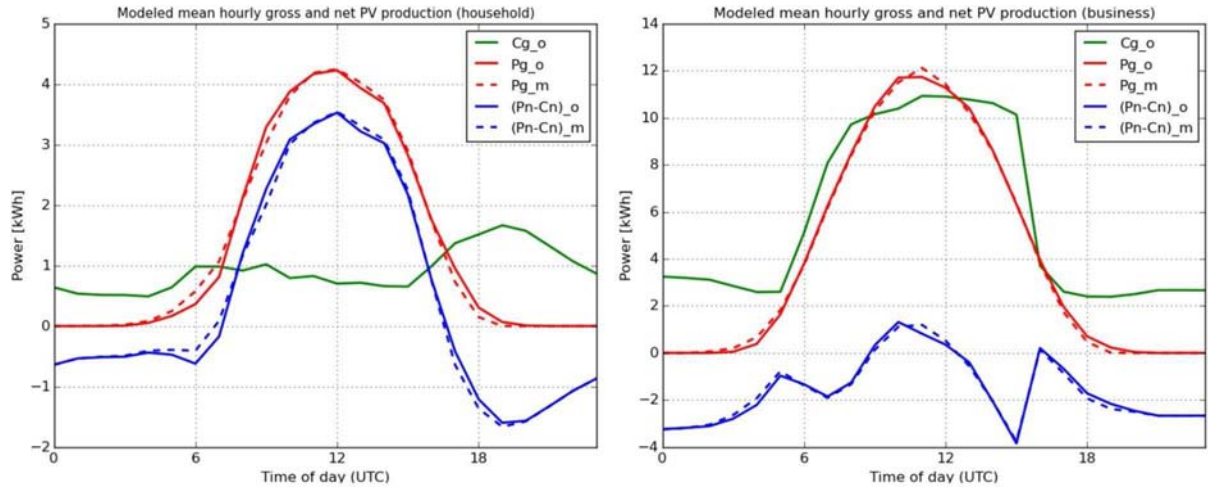 Modeled mean hourly gross and net PV production (household)
5
4
3
2
1
0
−1
−2
Power [kWh]
0
6
12
18
Time of day (UTC)
Cg_o
Pg_o
Pg_m
(Pn-Cn)_o
(Pn-Cn)_m
Modeled mean hourly gross and net PV production (business)
14
12
10
8
6
4
2
0
−2
−4
Power [kWh]
0
6
12
18
Time of day (UTC)
Cg_o
Pg_o
Pg_m
(Pn-Cn)_o
(Pn-Cn)_m